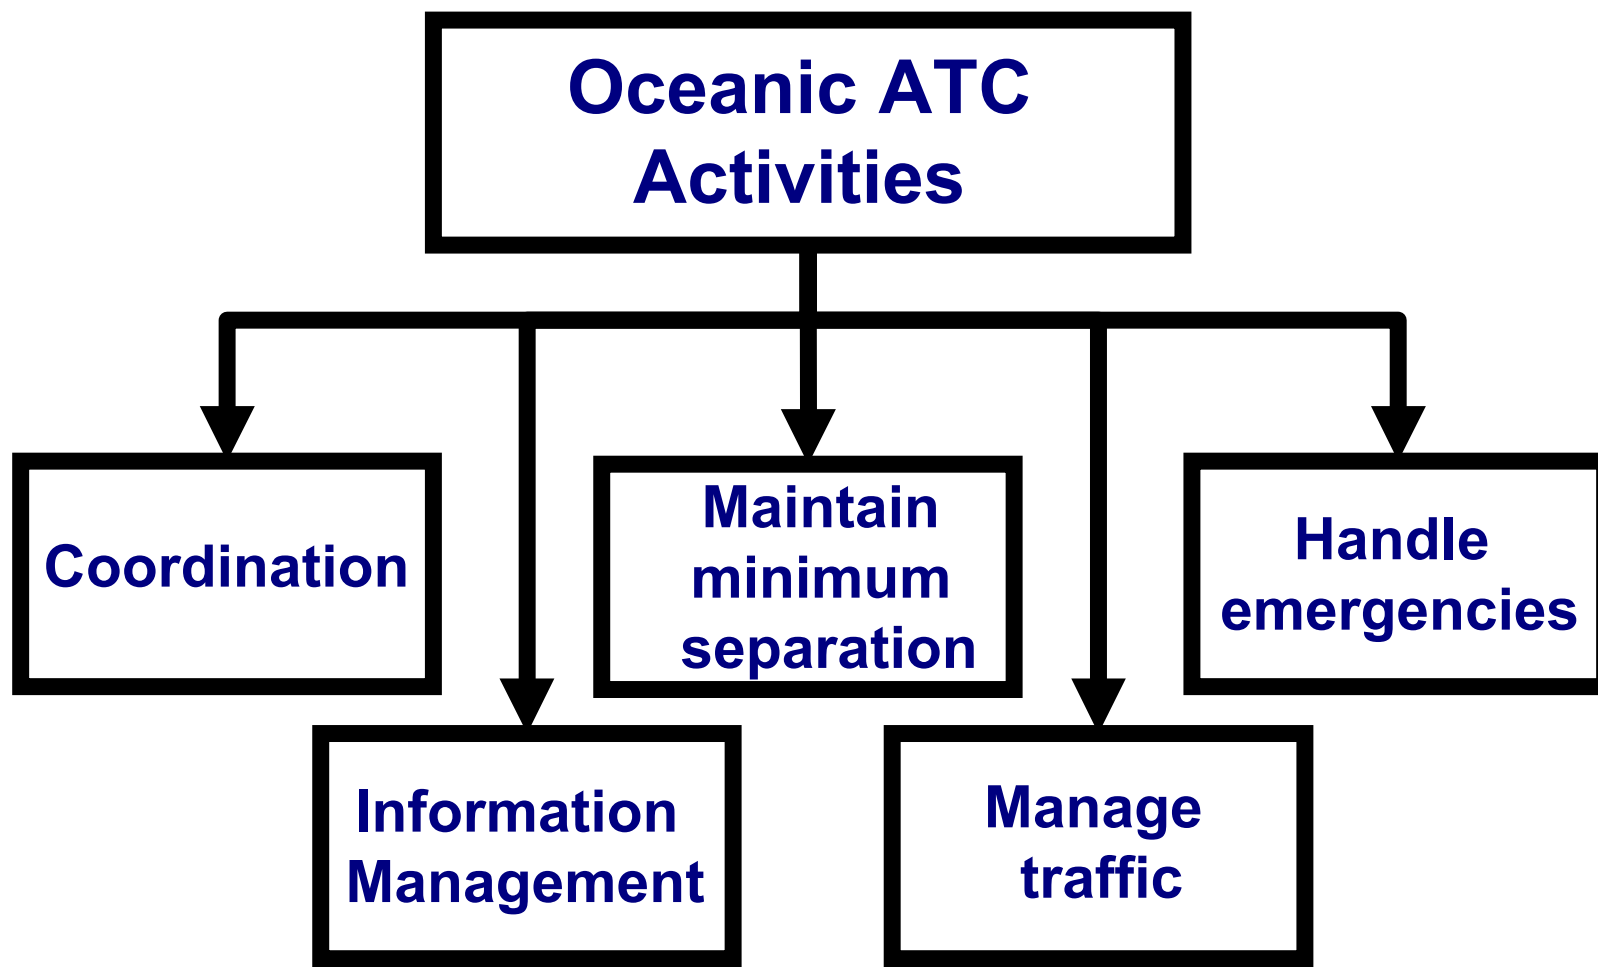 Oceanic ATC
Activities
Coordination
Maintain
minimum
separation
Handle
emergencies
Information
Management
Manage
traffic